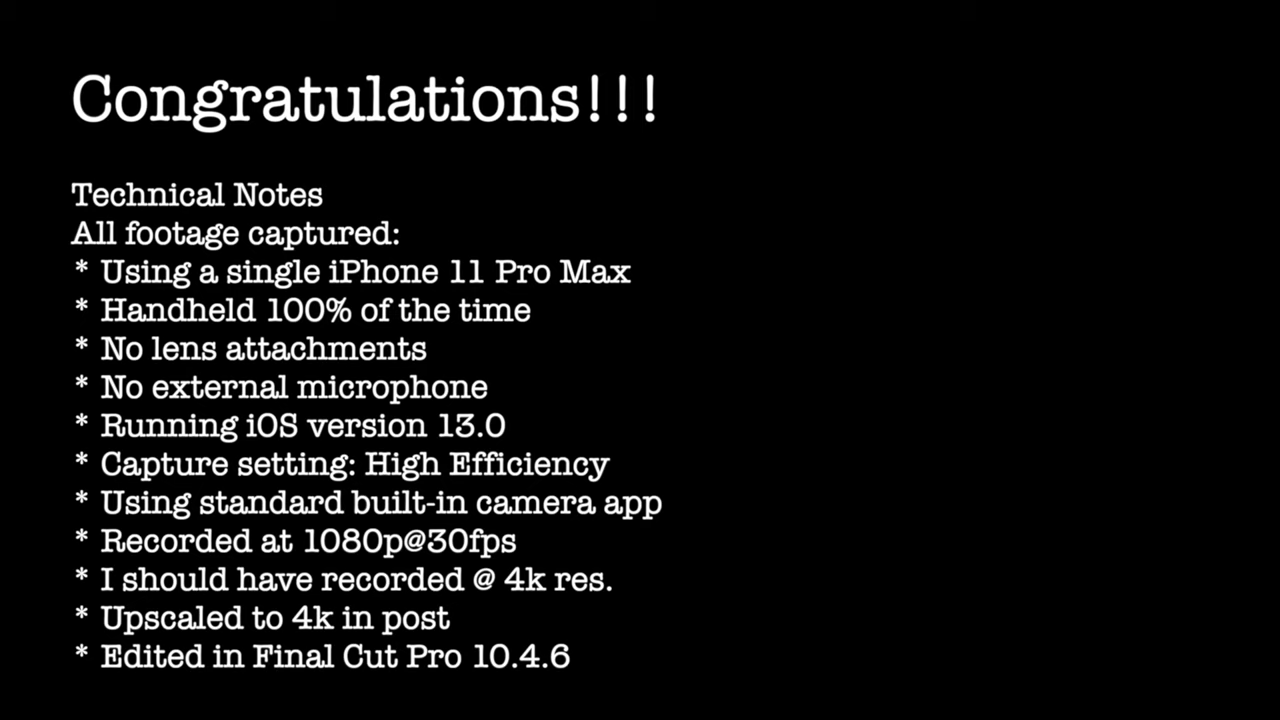 Congratulations!!!
Technical Notes
All footage captured:
* Using a single iPhone 11 Pro Max
* Handheld 100% of the time
* No lens attachments
* No external microphone
* Running iOS version 13.0
* Capture setting: High Efficiency
* Using standard built-in camera app
* Recorded at 1080p@30fps
* I should have recorded @ 4k res.
* Upscaled to 4k in post
* Edited in Final Cut Pro 10.4.6